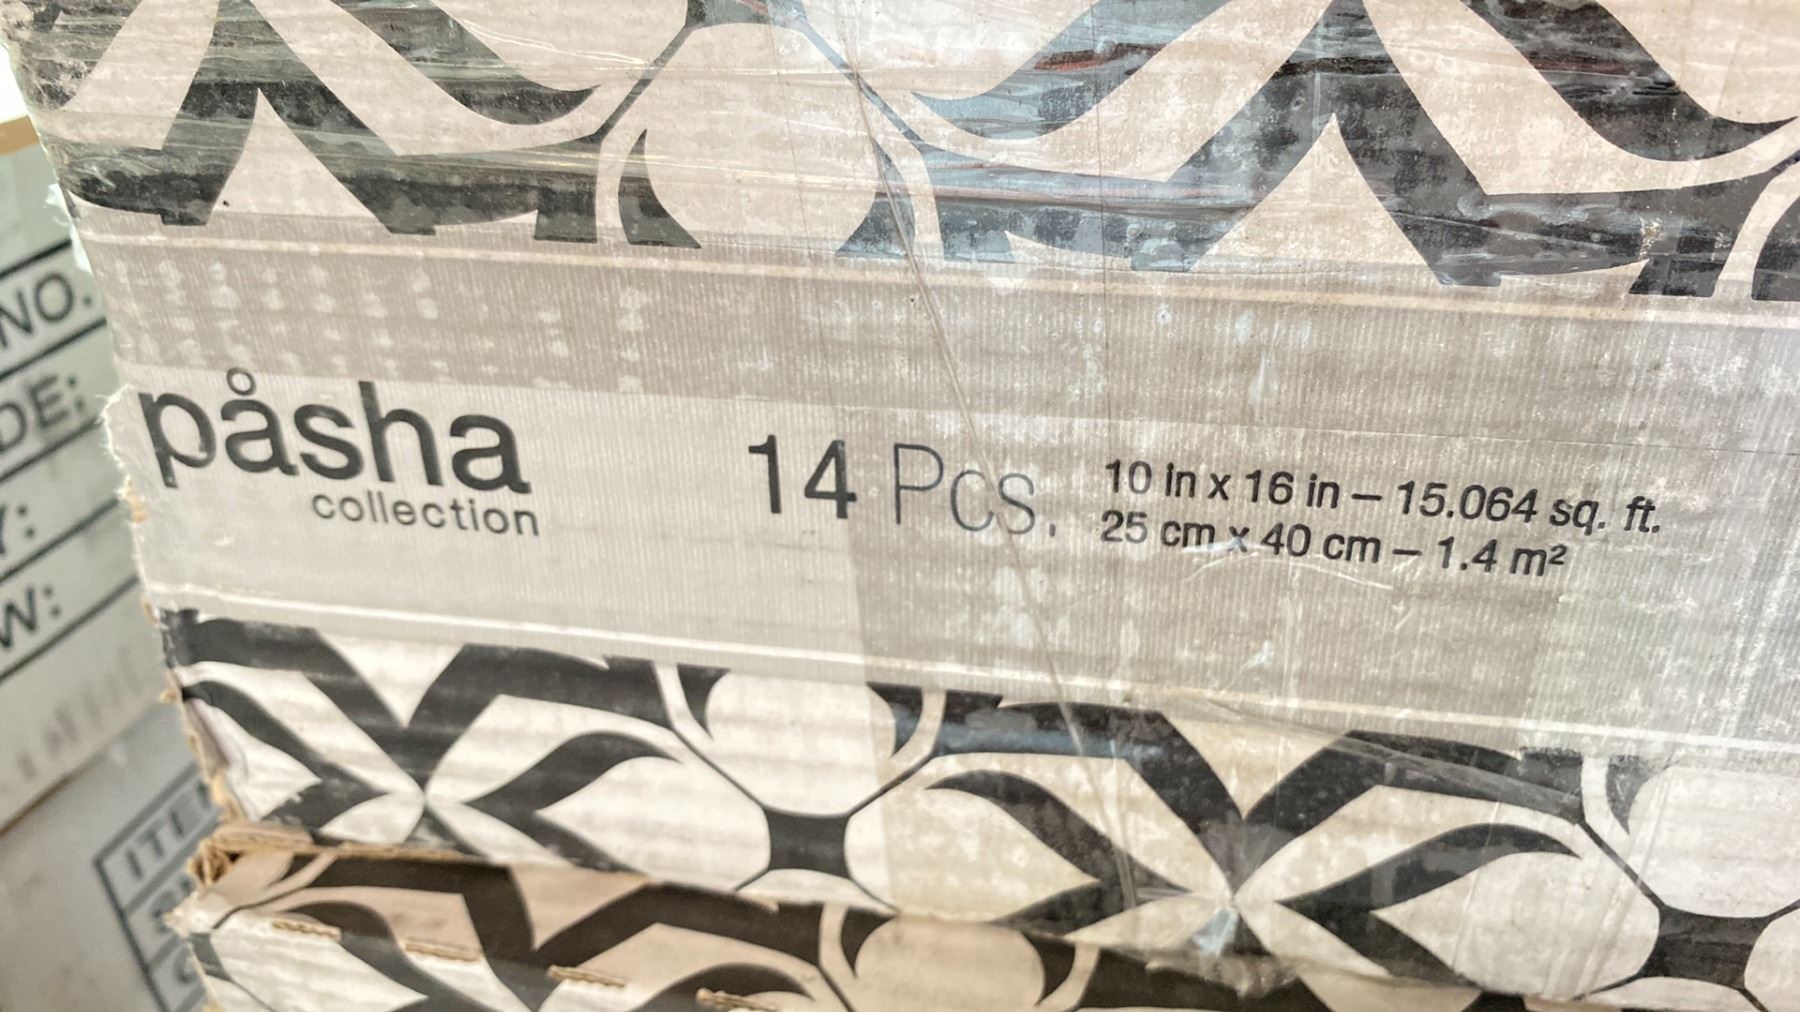 NO.
DE:
Y:
W:
påsha
collection
14 Pcs.
10 in x 16 in – 15.064 sq. ft.
25 cm x 40 cm – 1.4 m²
ITE